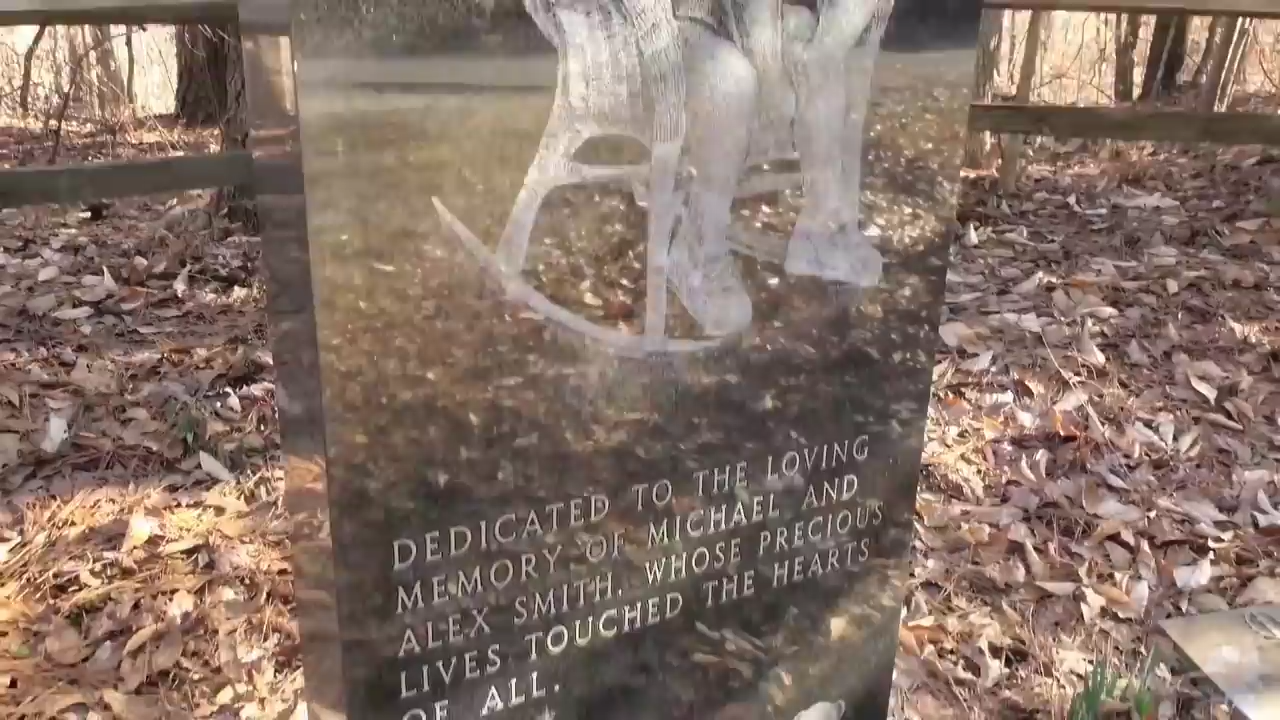 DEDICATED TO THE LOVING
MEMORY OF MICHAEL AND
ALEX SMITH, WHOSE PRECIOUS
LIVES TOUCHED THE HEARTS
OF ALL.